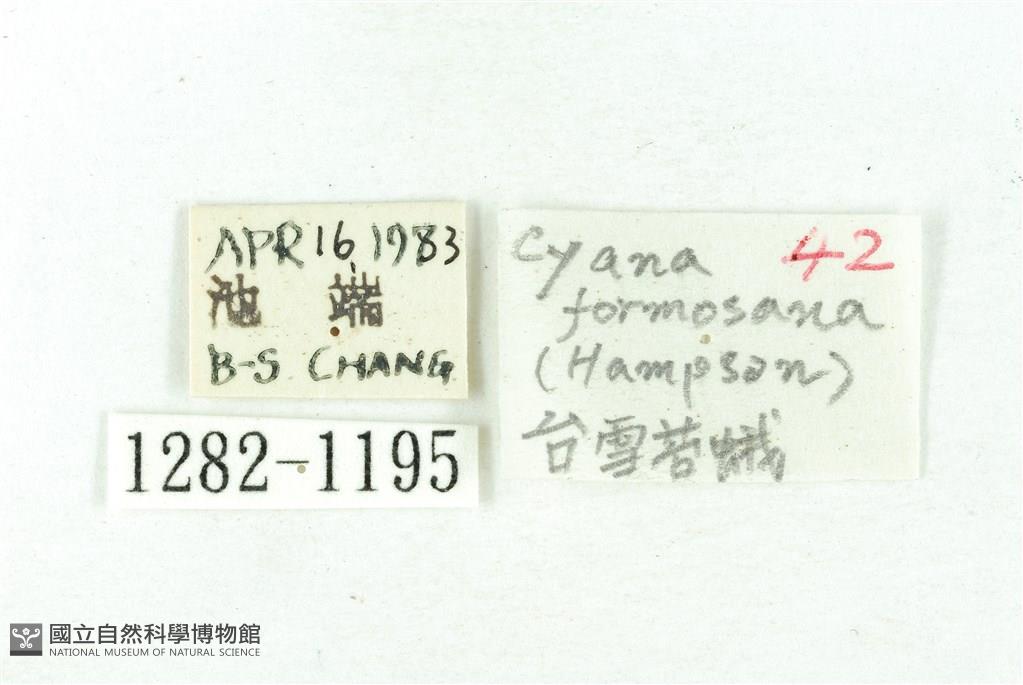 APR 16, 1983
池 端
B-S. CHANG
1282-1195
Cyana 42
formosana
(Hampson)
台雪苔蛾
國立自然科學博物館
NATIONAL MUSEUM OF NATURAL SCIENCE